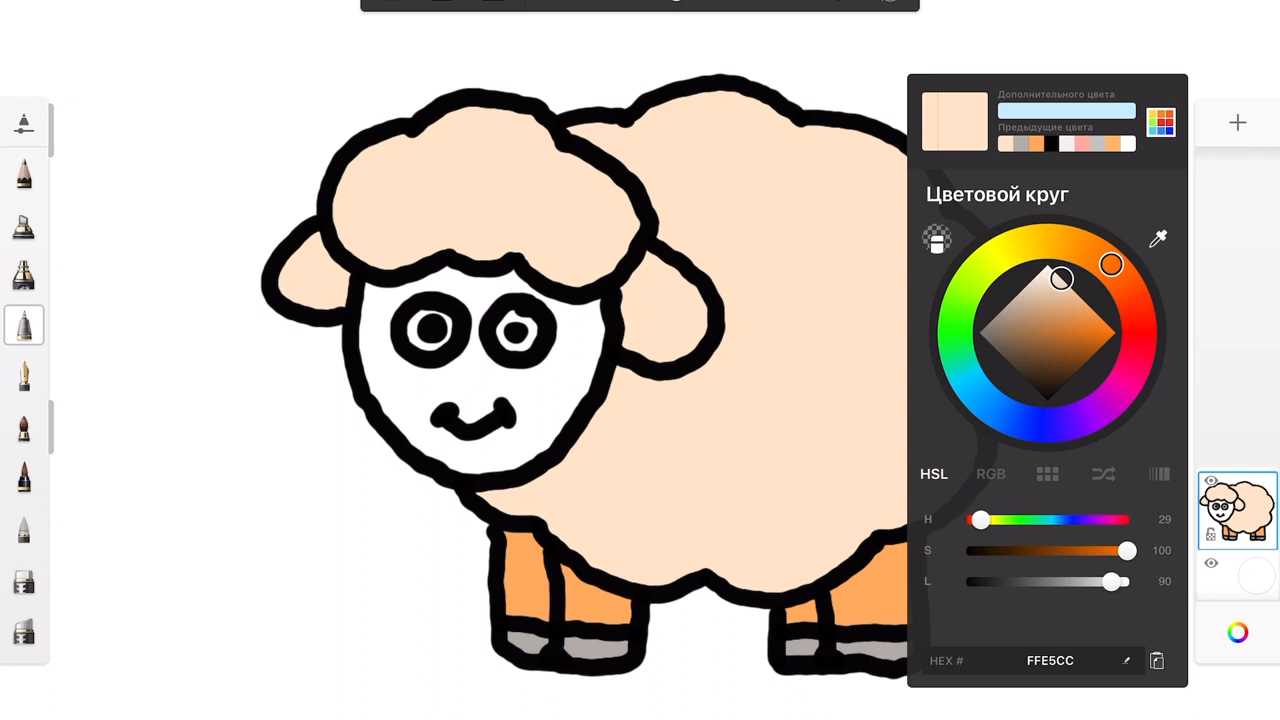 Дополнительного цвета
Предыдущие цвета
Цветовой круг
HSL RGB
H 29
S 100
L 90
HEX # FFE5CC